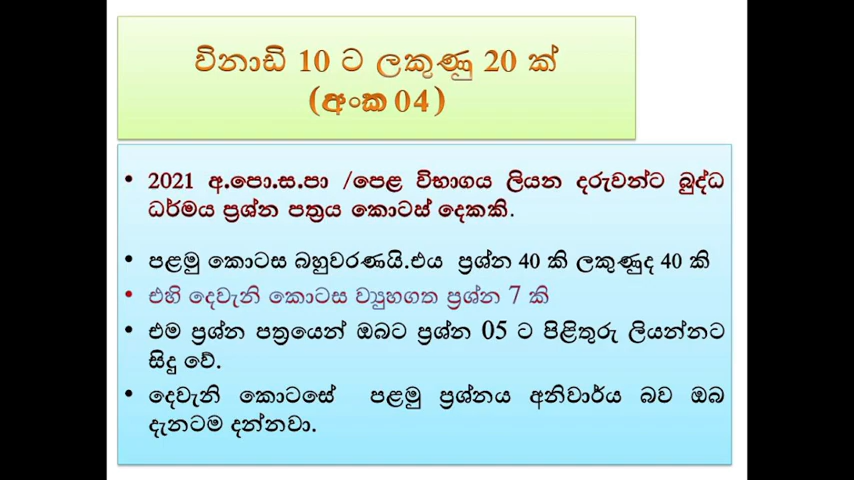 විනාඩි 10 ට ලකුණු 20 ක්
(අංක 04)
• 2021 අ.පො.ස.පා /පෙළ විභාගය ලියන දරුවන්ට බුද්ධ
ධර්මය ප්‍රශ්න පත්‍රය කොටස් දෙකකි.
• පළමු කොටස බහුවරණයි.එය ප්‍රශ්න 40 කි ලකුණුද 40 කි
• එහි දෙවැනි කොටස ව්‍යුහගත ප්‍රශ්න 7 කි
• එම ප්‍රශ්න පත්‍රයෙන් ඔබට ප්‍රශ්න 05 ට පිළිතුරු ලියන්නට
සිදු වේ.
• දෙවැනි කොටසේ පළමු ප්‍රශ්නය අනිවාර්ය බව ඔබ
දැනටම දන්නවා.